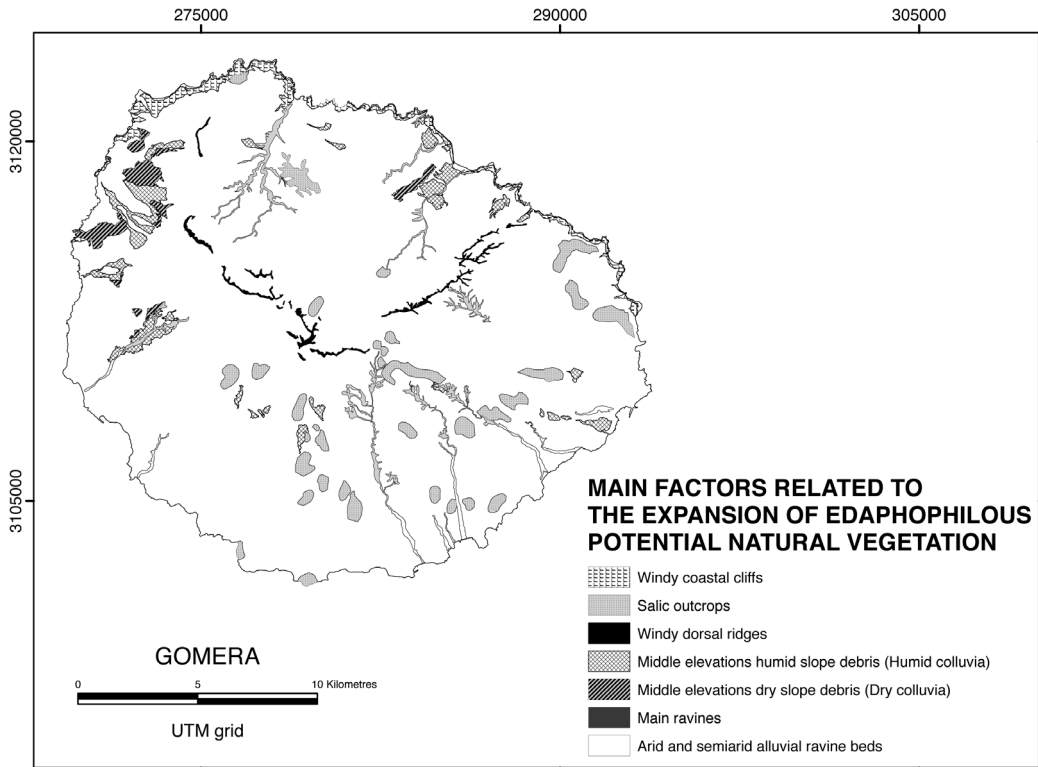 275000 290000 305000
3120000
3105000
MAIN FACTORS RELATED TO
THE EXPANSION OF EDAPHOPHILOUS
POTENTIAL NATURAL VEGETATION
Windy coastal cliffs
Salic outcrops
Windy dorsal ridges
Middle elevations humid slope debris (Humid colluvia)
Middle elevations dry slope debris (Dry colluvia)
Main ravines
Arid and semiarid alluvial ravine beds
GOMERA
0 5 10 Kilometres
UTM grid